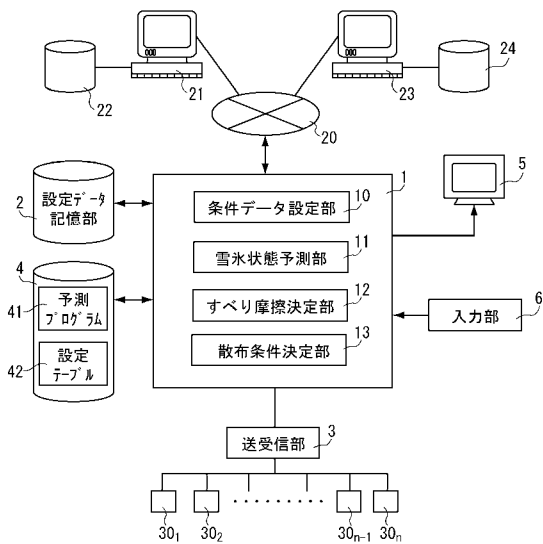 22
21
23
24
20
1
2
設定データ
記憶部
条件データ設定部
10
5
雪氷状態予測部
11
4
41
予測
プログラム
すべり摩擦決定部
12
入力部
6
42
設定
テーブル
散布条件決定部
13
送受信部
3
30₁
30₂
30ₙ₋₁
30ₙ